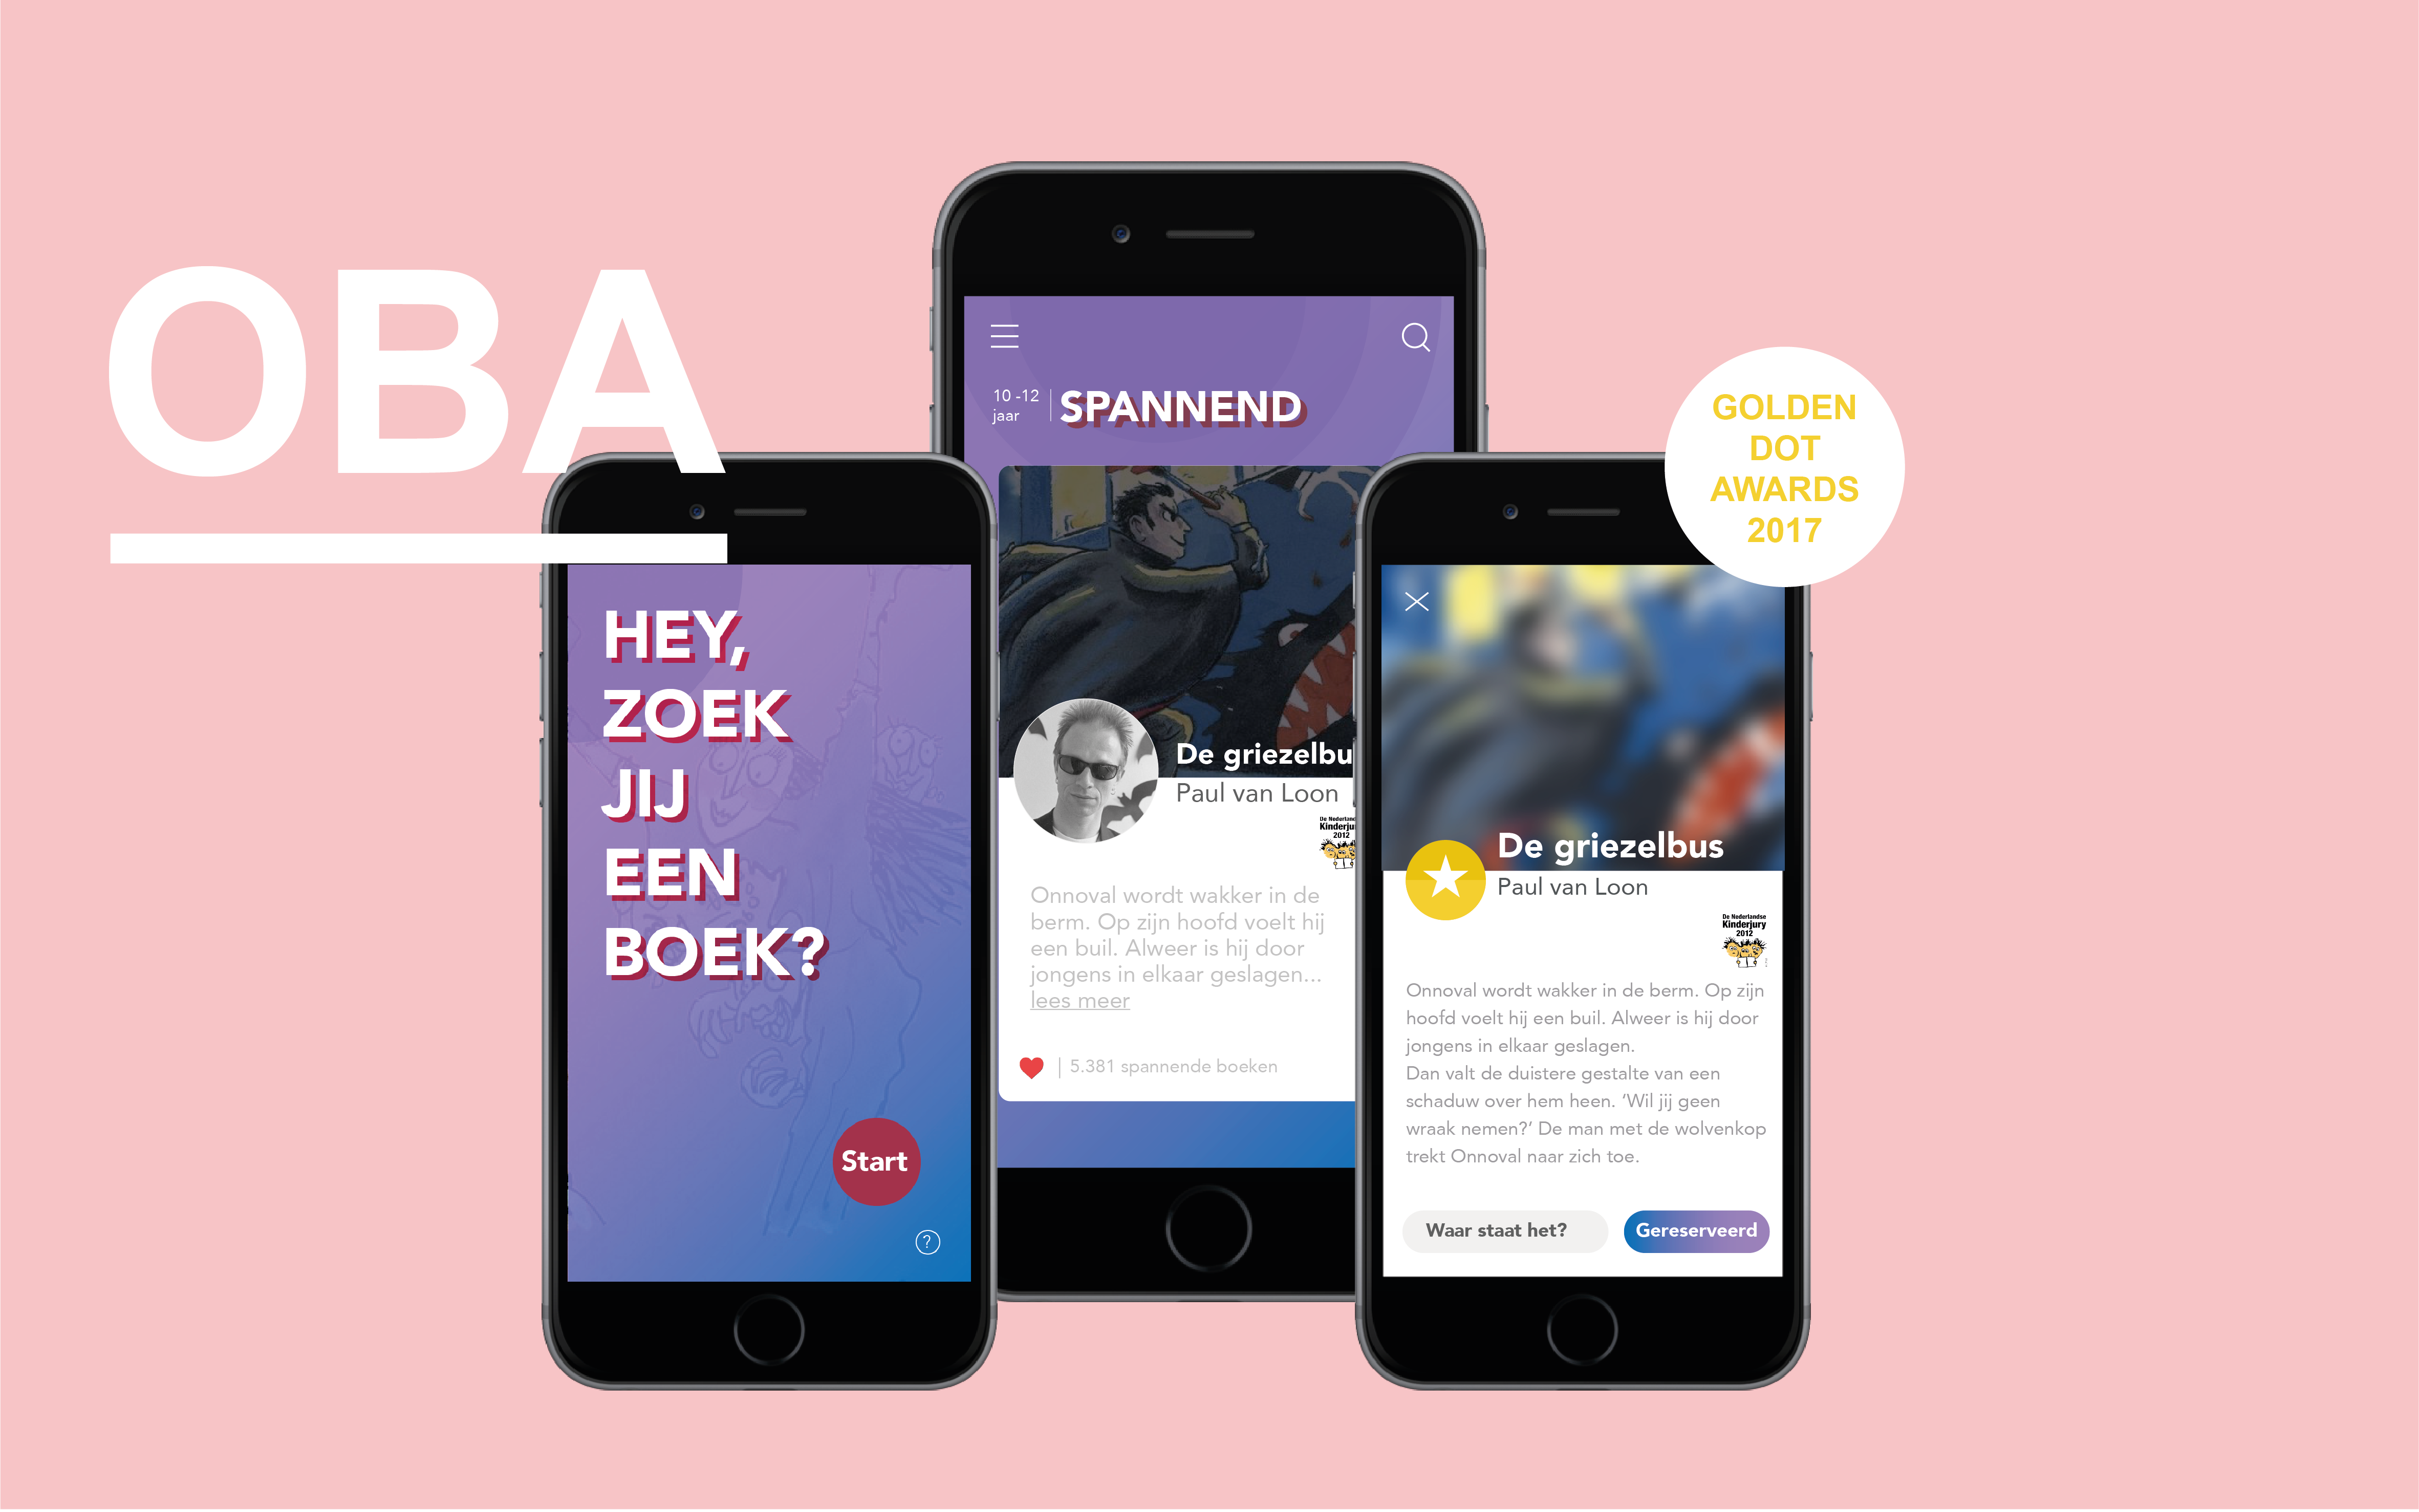 OBA
HEY,
ZOEK
JIJ
EEN
BOEK?
Start
?
10 -12
jaar
SPANNEND
De griezelbu
Paul van Loon
De Nederland
Kinderju
2012
Onnoval wordt wakker in de
berm. Op zijn hoofd voelt hij
een buil. Alweer is hij door
jongens in elkaar geslagen...
lees meer
5.381 spannende boeken
GOLDEN
DOT
AWARDS
2017
De griezelbus
Paul van Loon
De Nederlandse
Kinderjury
2012
Onnoval wordt wakker in de berm. Op zijn
hoofd voelt hij een buil. Alweer is hij door
jongens in elkaar geslagen.
Dan valt de duistere gestalte van een
schaduw over hem heen. ‘Wil jij geen
wraak nemen?’ De man met de wolvenkop
trekt Onnoval naar zich toe.
Waar staat het?
Gereserveerd